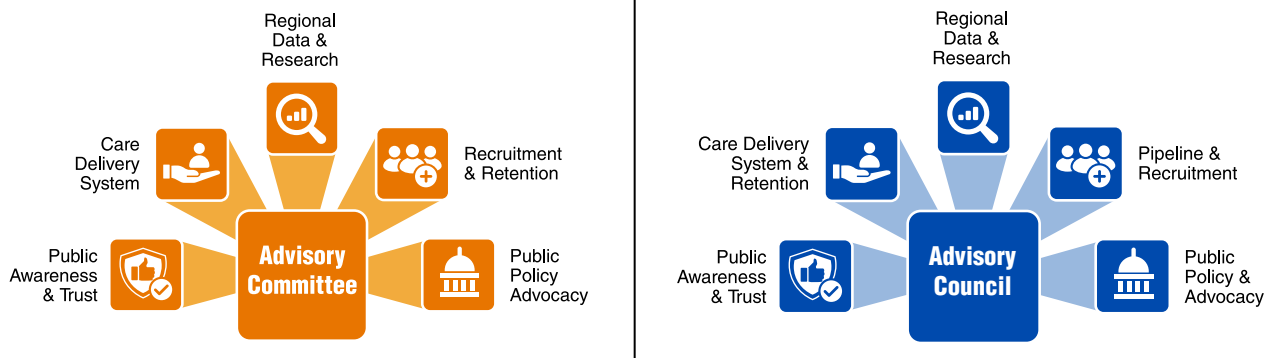 Regional
Data &
Research
Care
Delivery
System
Recruitment
& Retention
Public
Awareness
& Trust
Advisory
Committee
Public
Policy
Advocacy
Regional
Data &
Research
Care Delivery
System &
Retention
Pipeline &
Recruitment
Public
Awareness
& Trust
Advisory
Council
Public
Policy &
Advocacy